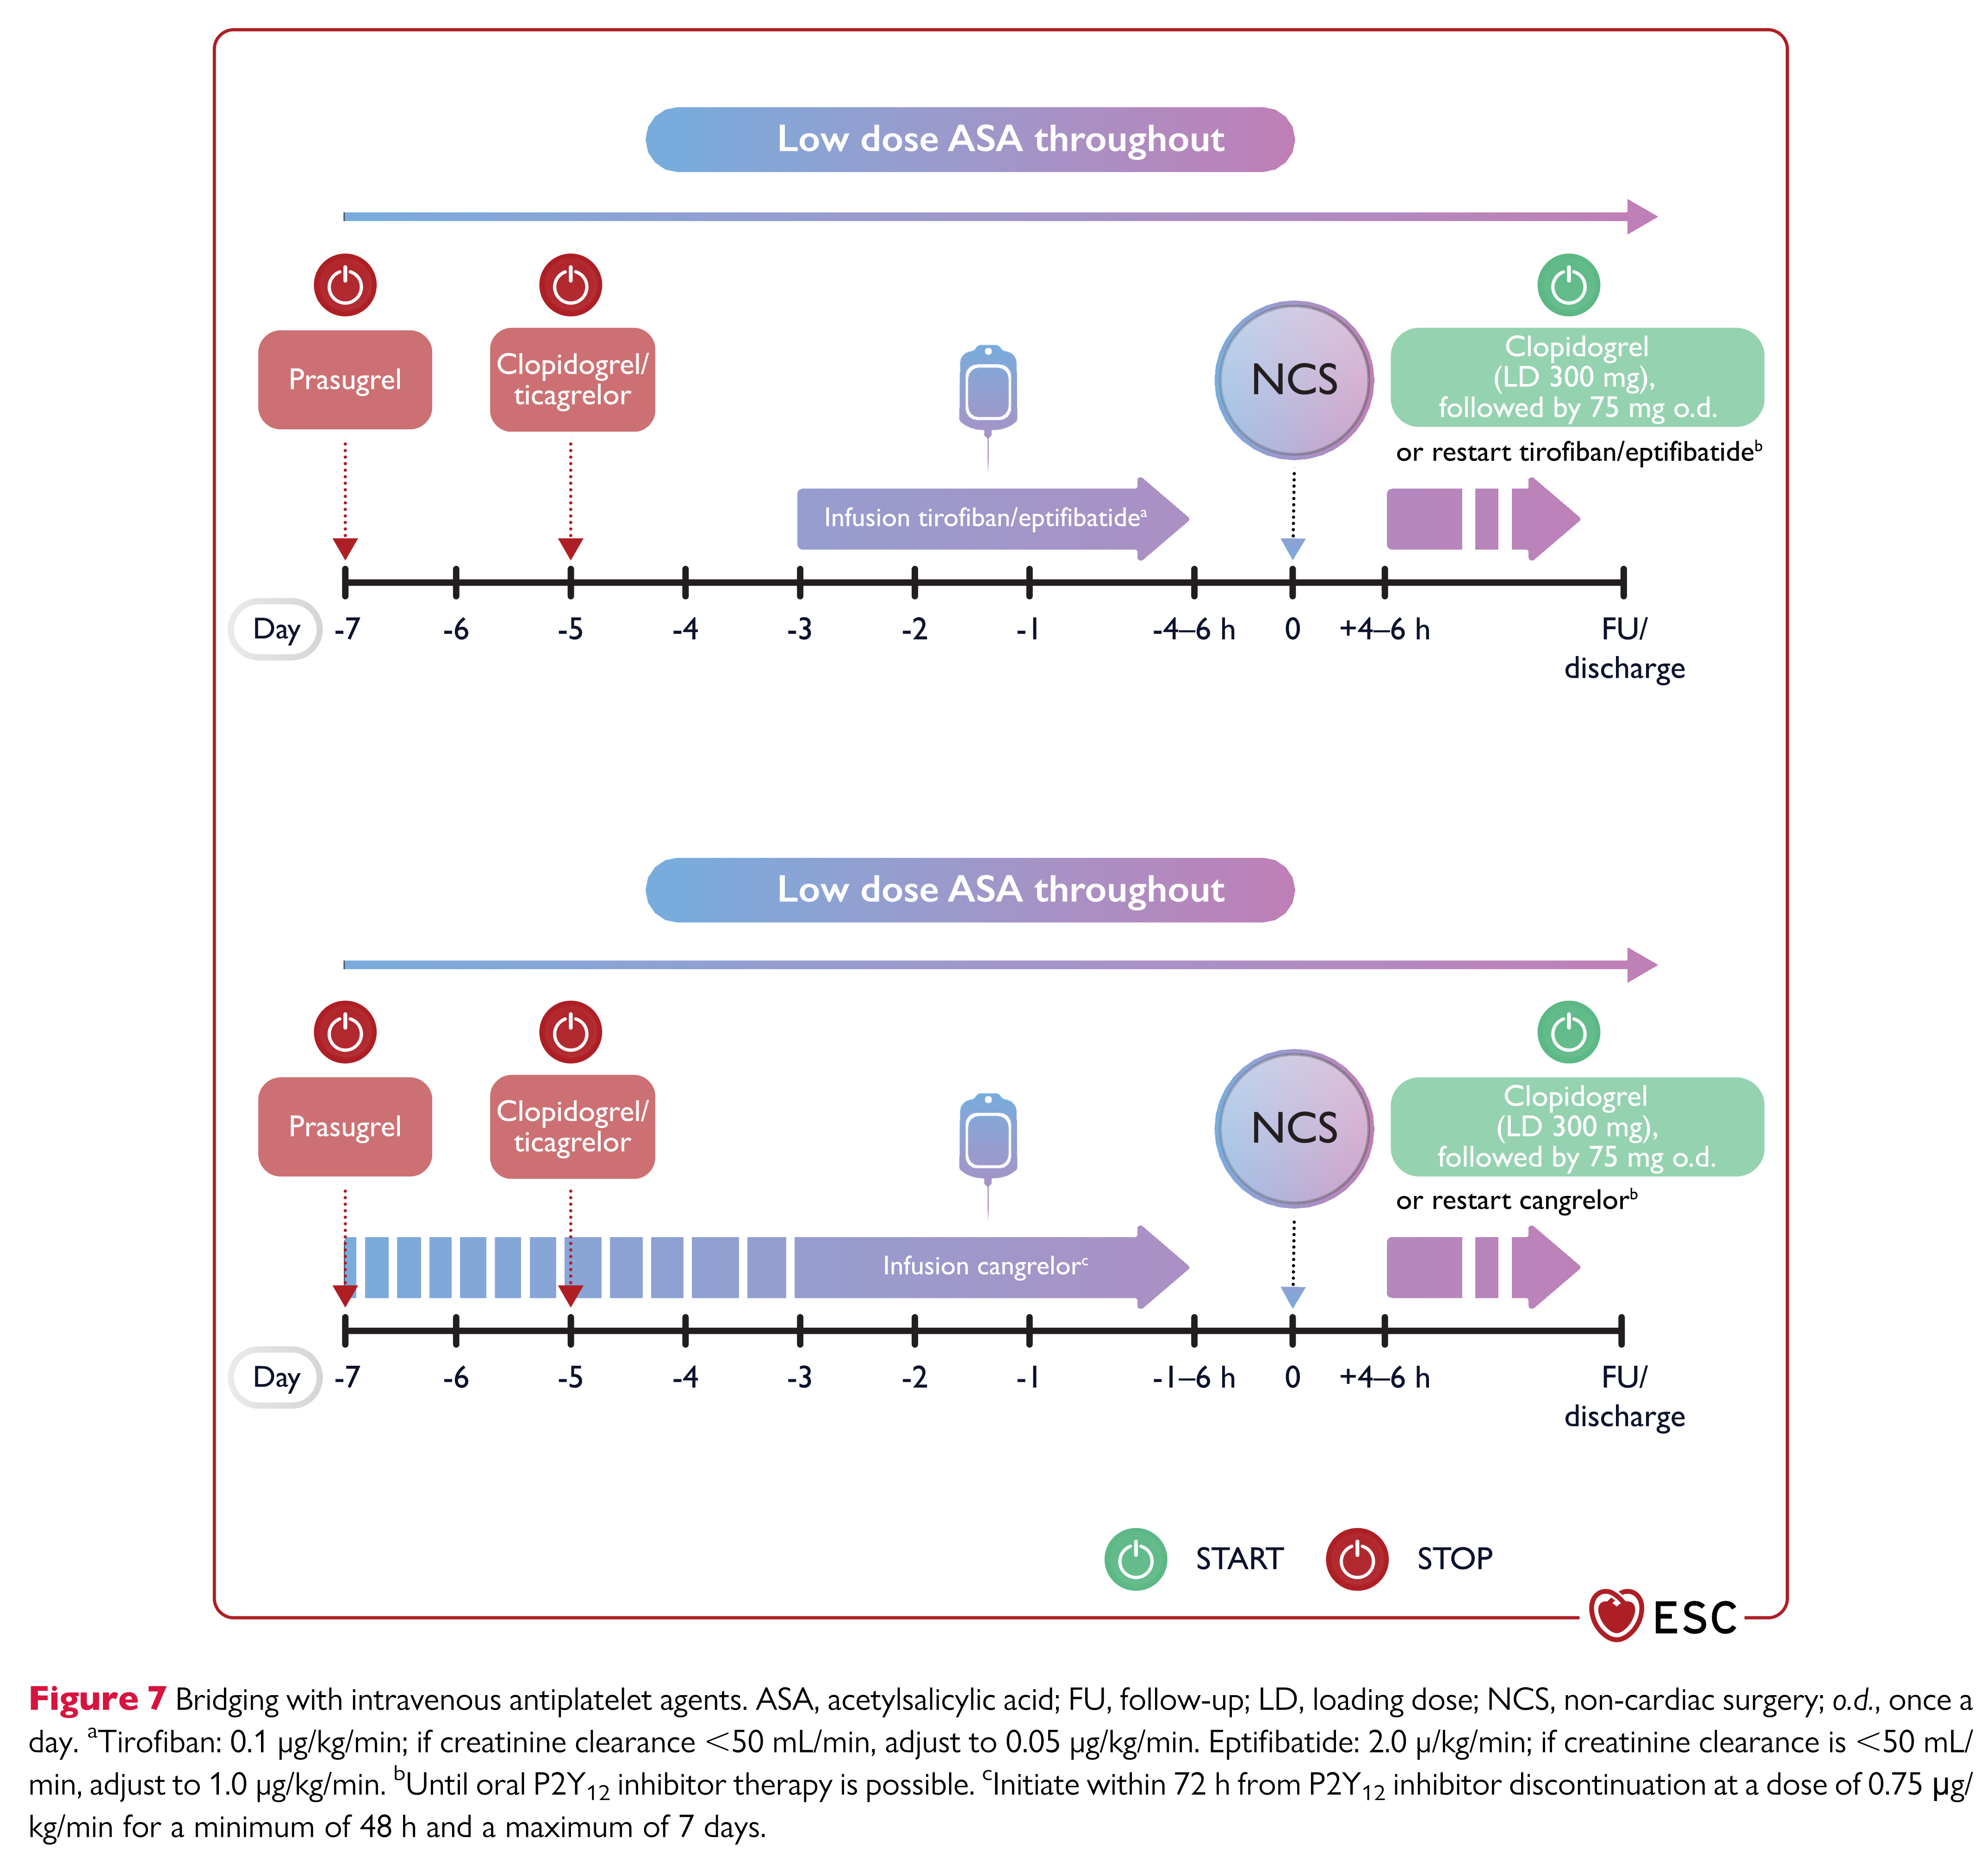 Low dose ASA throughout
Prasugrel
Clopidogrel/
ticagrelor
NCS
Clopidogrel
(LD 300 mg),
followed by 75 mg o.d.
or restart tirofiban/eptifibatideᵇ
Infusion tirofiban/eptifibatideᵃ
Day -7 -6 -5 -4 -3 -2 -1 -4–6 h 0 +4–6 h FU/
discharge
Low dose ASA throughout
Prasugrel
Clopidogrel/
ticagrelor
NCS
Clopidogrel
(LD 300 mg),
followed by 75 mg o.d.
or restart cangrelorᵇ
Infusion cangrelorᶜ
Day -7 -6 -5 -4 -3 -2 -1 -1–6 h 0 +4–6 h FU/
discharge
START STOP
ESC
Figure 7 Bridging with intravenous antiplatelet agents. ASA, acetylsalicylic acid; FU, follow-up; LD, loading dose; NCS, non-cardiac surgery; o.d., once a
day. ᵃTirofiban: 0.1 µg/kg/min; if creatinine clearance <50 mL/min, adjust to 0.05 µg/kg/min. Eptifibatide: 2.0 µ/kg/min; if creatinine clearance is <50 mL/
min, adjust to 1.0 µg/kg/min. ᵇUntil oral P2Y₁₂ inhibitor therapy is possible. ᶜInitiate within 72 h from P2Y₁₂ inhibitor discontinuation at a dose of 0.75 µg/
kg/min for a minimum of 48 h and a maximum of 7 days.